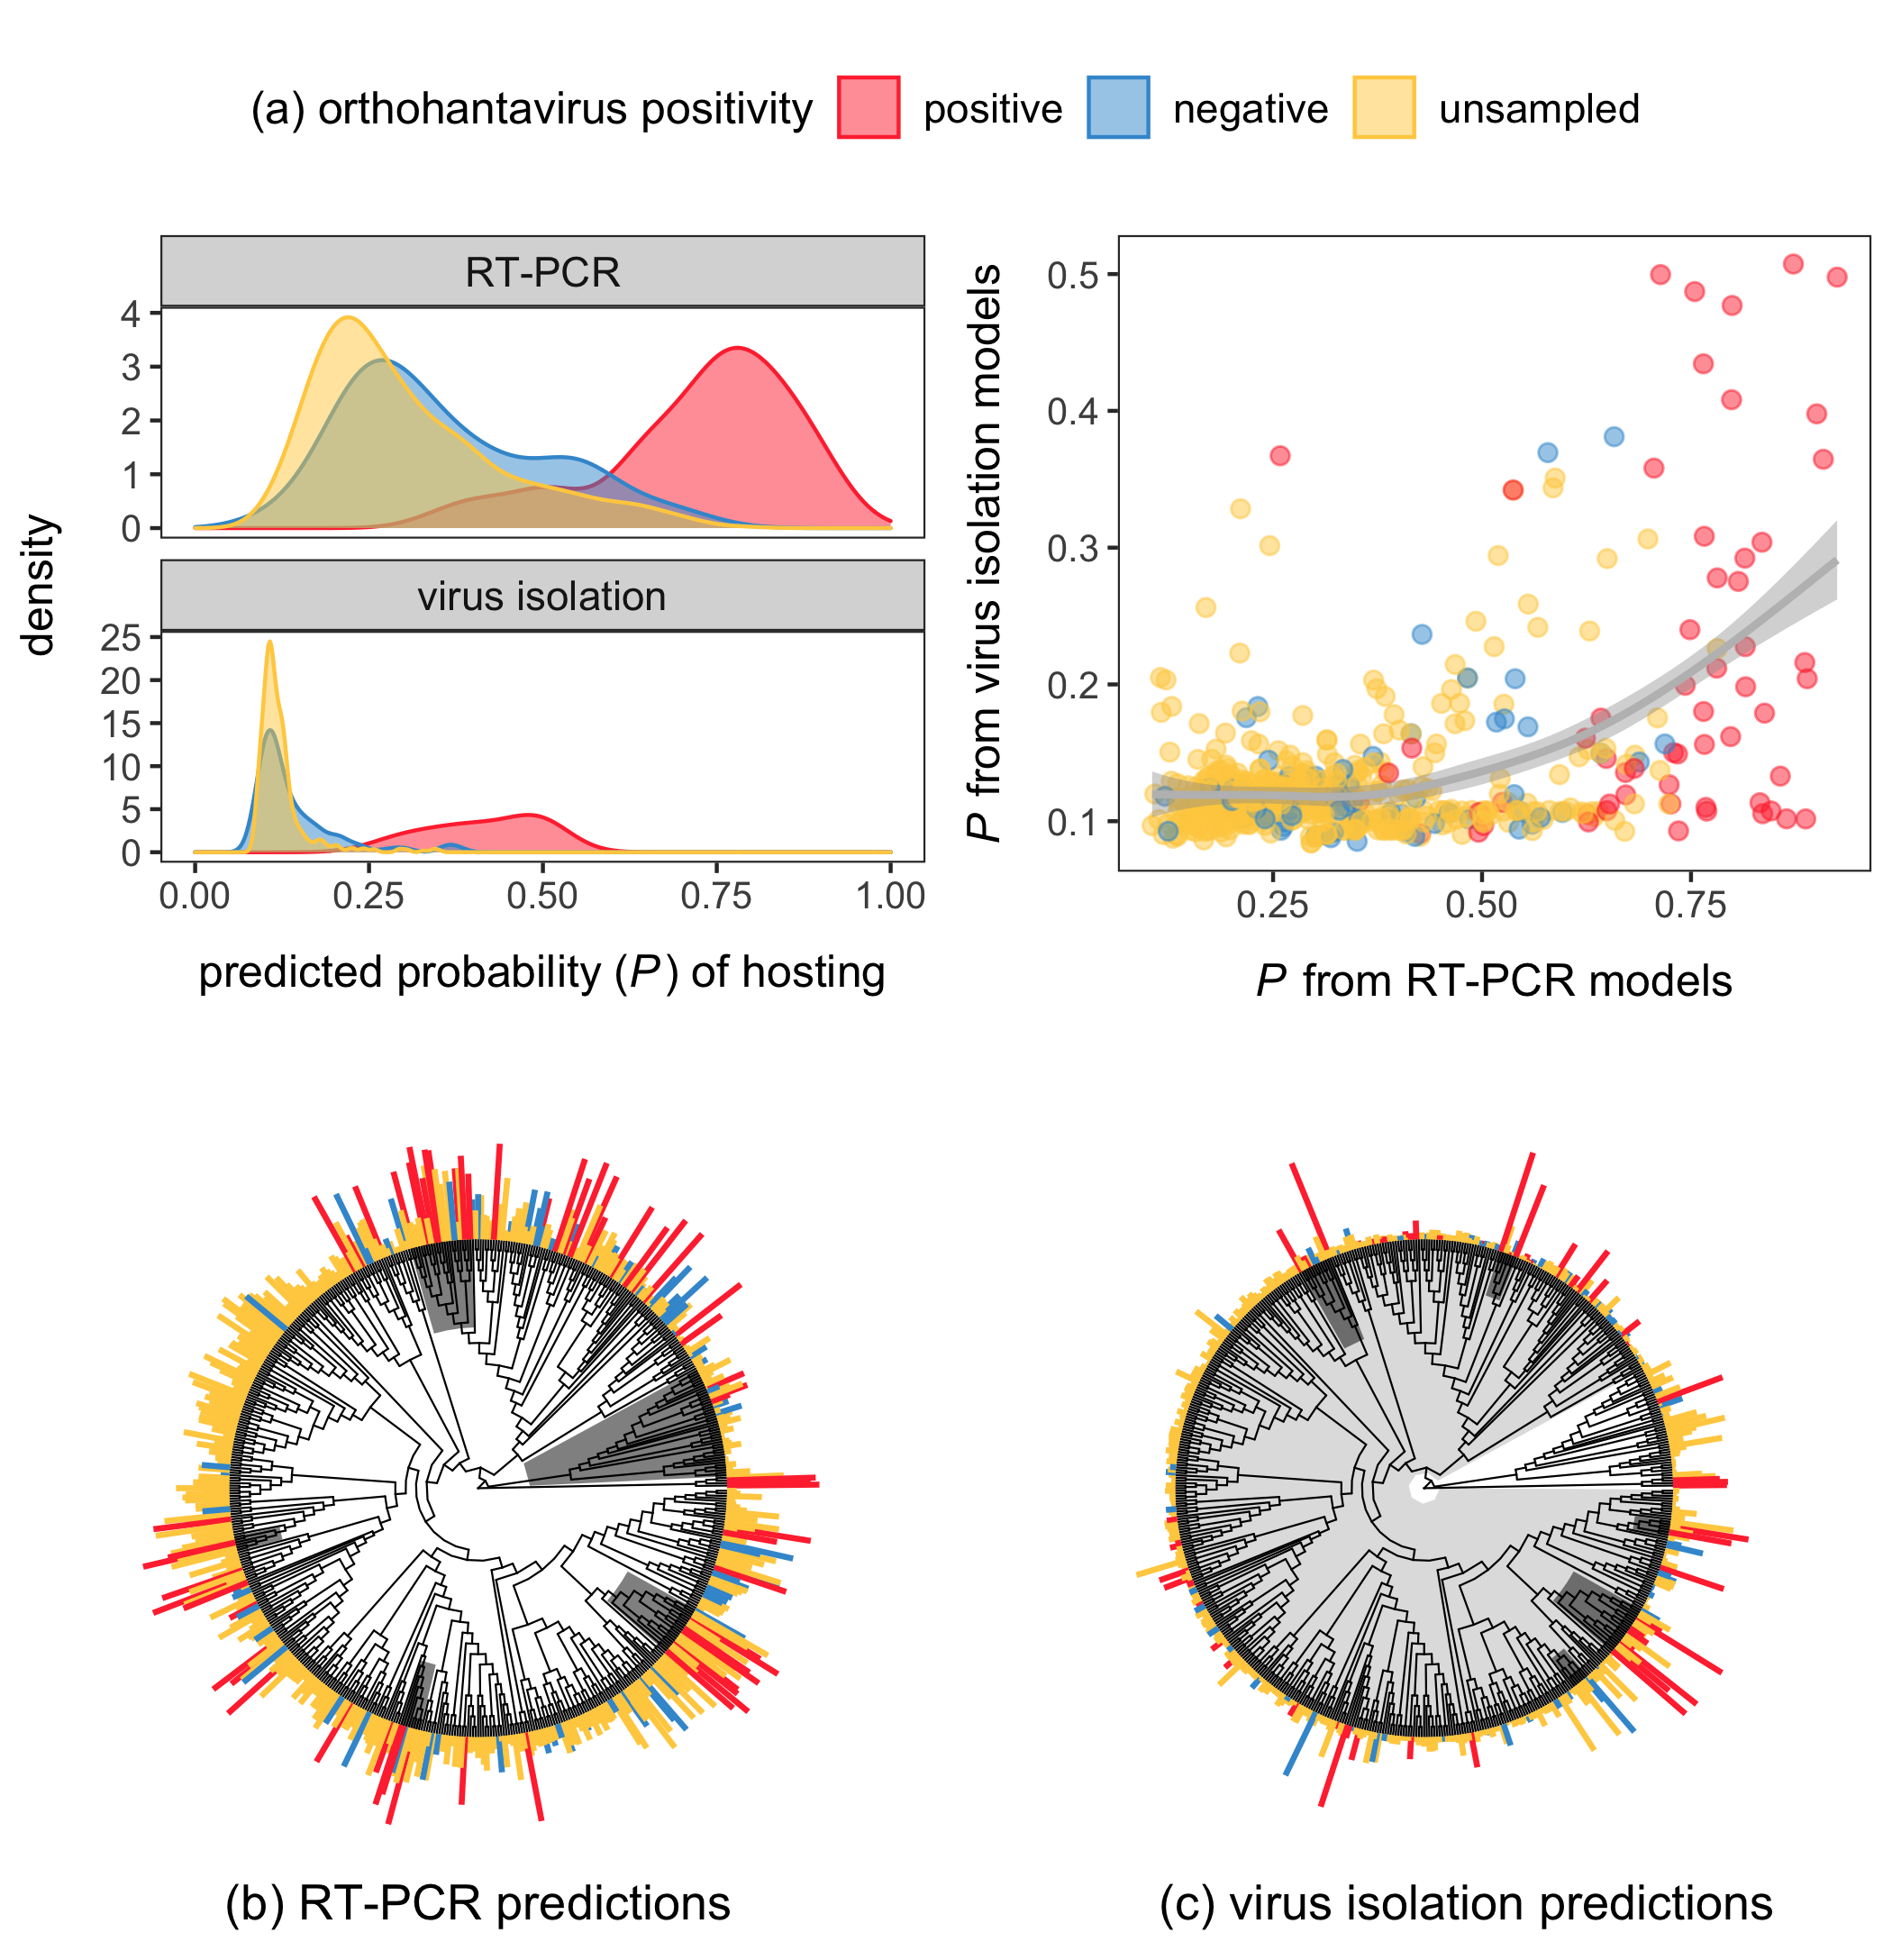 (a) orthohantavirus positivity positive negative unsampled
RT-PCR
4
3
2
1
0
virus isolation
25
20
15
10
5
0
density
0.00 0.25 0.50 0.75 1.00
predicted probability (P) of hosting
0.5
0.4
0.3
0.2
0.1
P from virus isolation models
0.25 0.50 0.75
P from RT-PCR models
(b) RT-PCR predictions
(c) virus isolation predictions